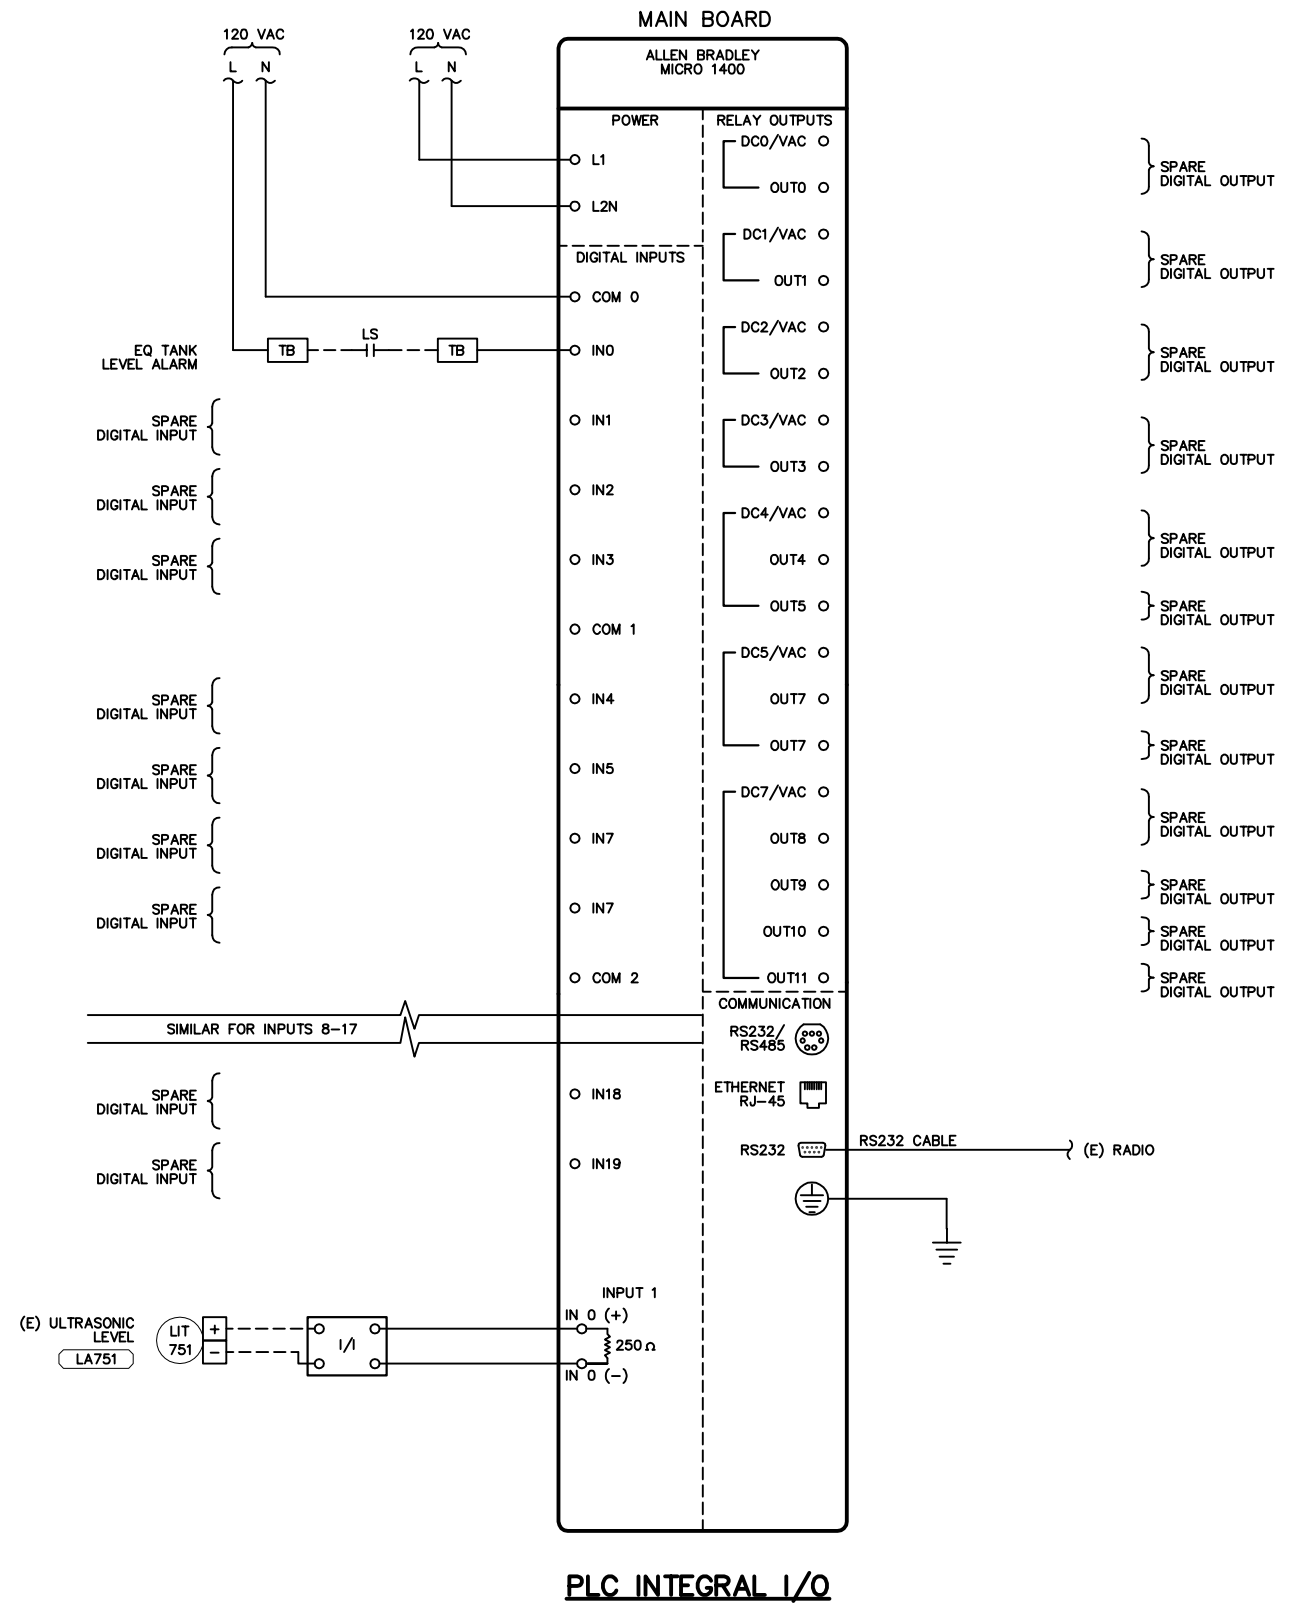 MAIN BOARD
ALLEN BRADLEY
MICRO 1400
120 VAC
L N
120 VAC
L N
POWER
L1
L2N
DIGITAL INPUTS
COM 0
EQ TANK
LEVEL ALARM
TB
LS
TB
IN0
SPARE
DIGITAL INPUT
IN1
SPARE
DIGITAL INPUT
IN2
SPARE
DIGITAL INPUT
IN3
COM 1
SPARE
DIGITAL INPUT
IN4
SPARE
DIGITAL INPUT
IN5
SPARE
DIGITAL INPUT
IN7
SPARE
DIGITAL INPUT
IN7
COM 2
SIMILAR FOR INPUTS 8-17
SPARE
DIGITAL INPUT
IN18
SPARE
DIGITAL INPUT
IN19
INPUT 1
IN 0 (+)
250 Ω
IN 0 (-)
(E) ULTRASONIC
LEVEL
LA751
LIT
751
+
-
I/I
RELAY OUTPUTS
DC0/VAC
OUT0
SPARE
DIGITAL OUTPUT
DC1/VAC
OUT1
SPARE
DIGITAL OUTPUT
DC2/VAC
OUT2
SPARE
DIGITAL OUTPUT
DC3/VAC
OUT3
SPARE
DIGITAL OUTPUT
DC4/VAC
OUT4
SPARE
DIGITAL OUTPUT
OUT5
SPARE
DIGITAL OUTPUT
DC5/VAC
OUT7
SPARE
DIGITAL OUTPUT
OUT7
SPARE
DIGITAL OUTPUT
DC7/VAC
OUT8
SPARE
DIGITAL OUTPUT
OUT9
SPARE
DIGITAL OUTPUT
OUT10
SPARE
DIGITAL OUTPUT
OUT11
SPARE
DIGITAL OUTPUT
COMMUNICATION
RS232/
RS485
ETHERNET
RJ-45
RS232
RS232 CABLE
(E) RADIO
PLC INTEGRAL I/O